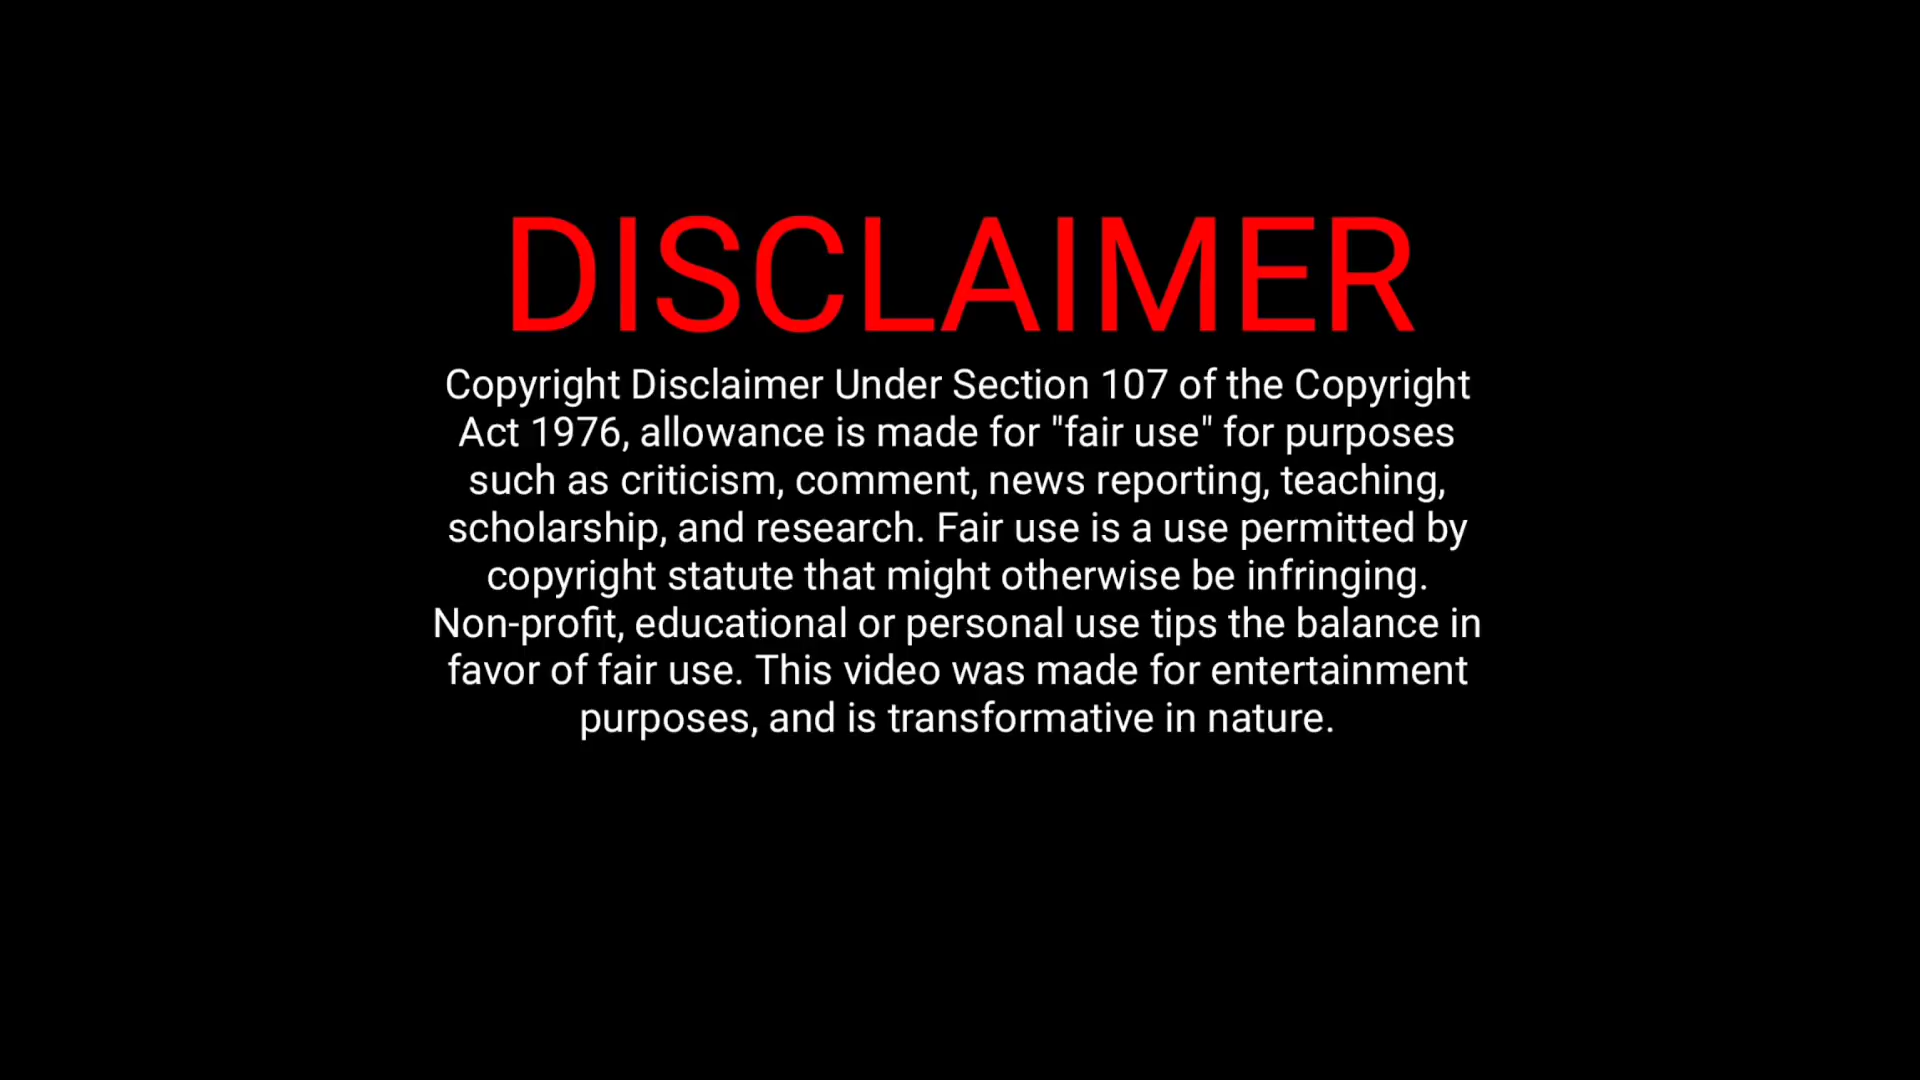 DISCLAIMER
Copyright Disclaimer Under Section 107 of the Copyright
Act 1976, allowance is made for "fair use" for purposes
such as criticism, comment, news reporting, teaching,
scholarship, and research. Fair use is a use permitted by
copyright statute that might otherwise be infringing.
Non-profit, educational or personal use tips the balance in
favor of fair use. This video was made for entertainment
purposes, and is transformative in nature.